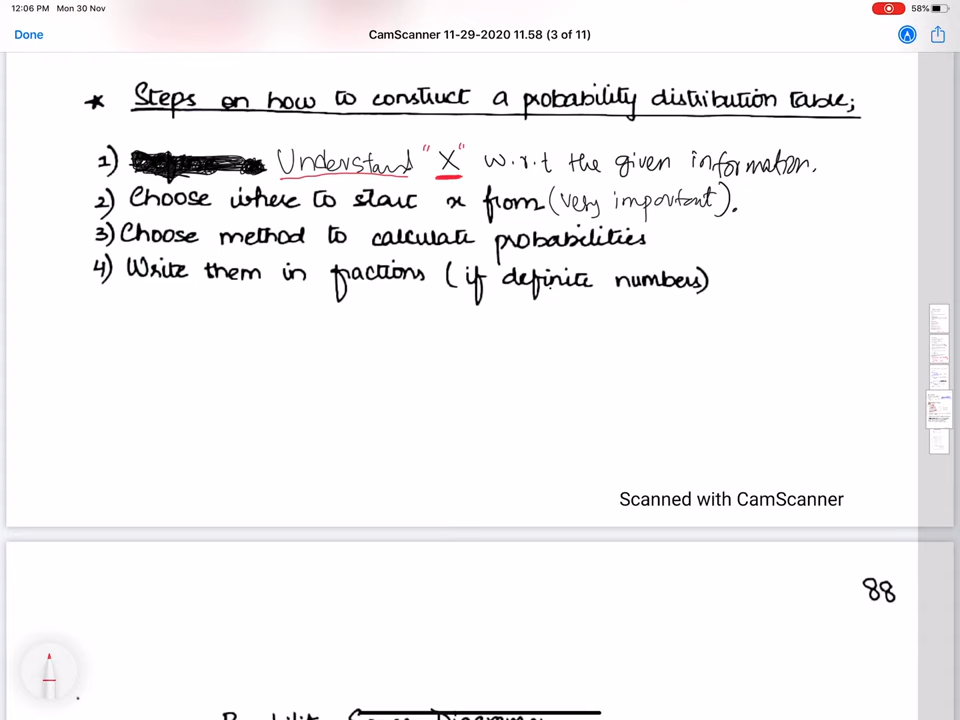 12:06 PM Mon 30 Nov
58%
Done
CamScanner 11-29-2020 11.58 (3 of 11)
* Steps on how to construct a probability distribution table;
1) Understand "X" w.r.t the given information.
2) Choose where to start x from (very important).
3) Choose method to calculate probabilities
4) Write them in fractions (if definite numbers)
Scanned with CamScanner
88